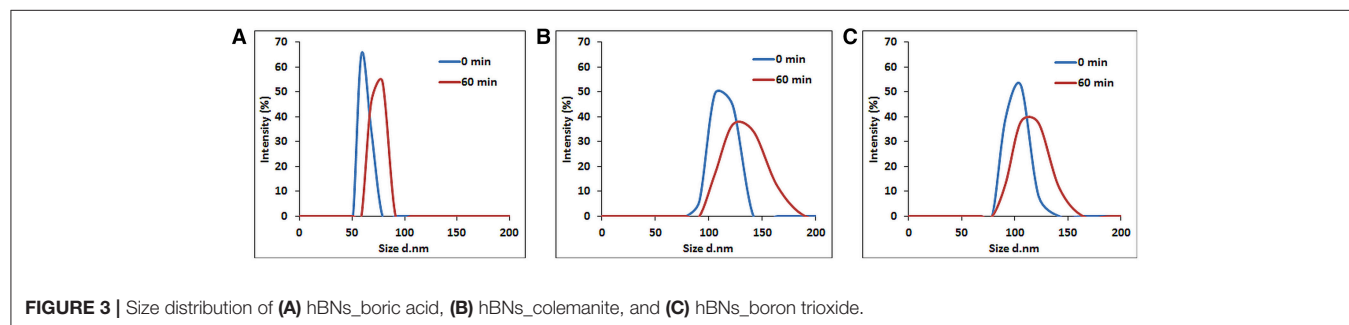 A
70
60
50
40
30
20
10
0
Intensity (%)
0 min
60 min
0 50 100 150 200
Size d.nm
B
70
60
50
40
30
20
10
0
Intensity (%)
0 min
60 min
0 50 100 150 200
Size d.nm
C
70
60
50
40
30
20
10
0
Intensity (%)
0 min
60 min
0 50 100 150 200
Size d.nm
FIGURE 3 | Size distribution of (A) hBNs_boric acid, (B) hBNs_colemanite, and (C) hBNs_boron trioxide.